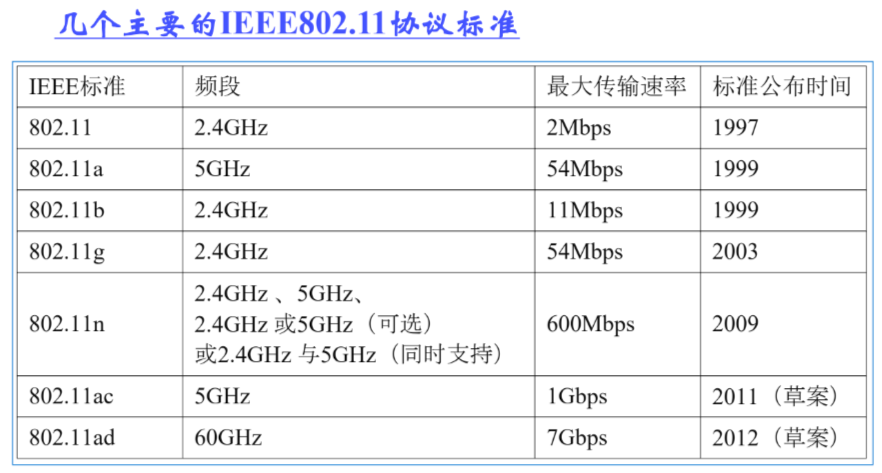 几个主要的IEEE802.11协议标准
IEEE标准 频段 最大传输速率 标准公布时间
802.11 2.4GHz 2Mbps 1997
802.11a 5GHz 54Mbps 1999
802.11b 2.4GHz 11Mbps 1999
802.11g 2.4GHz 54Mbps 2003
802.11n 2.4GHz 、5GHz、
2.4GHz 或5GHz（可选）
或2.4GHz 与5GHz（同时支持） 600Mbps 2009
802.11ac 5GHz 1Gbps 2011（草案）
802.11ad 60GHz 7Gbps 2012（草案）